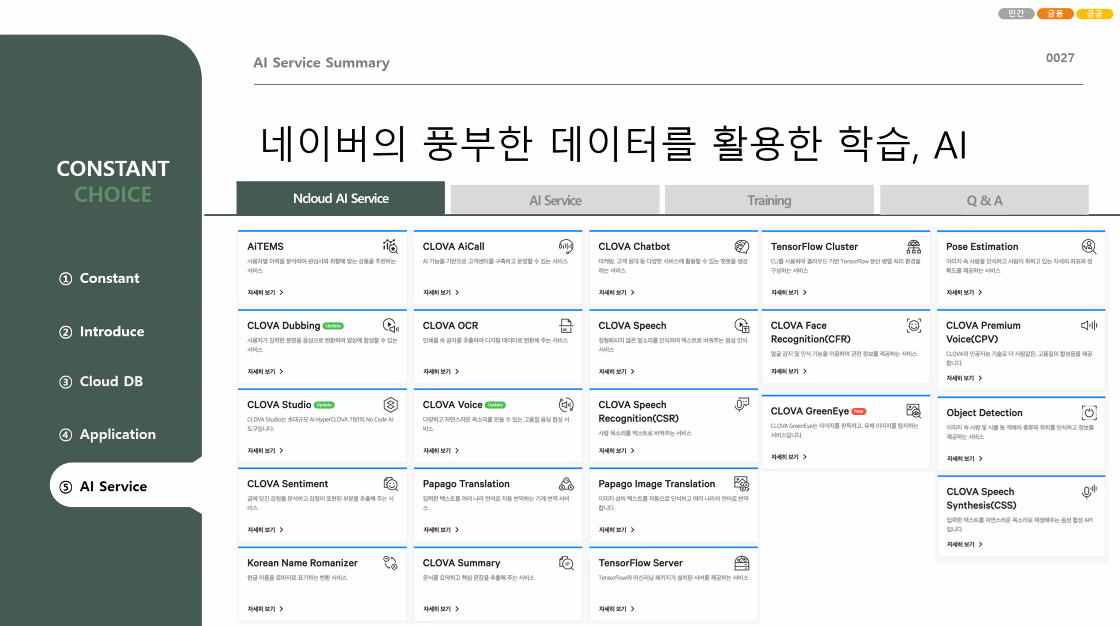 민간 금융 공공
AI Service Summary
0027
CONSTANT
CHOICE
① Constant
② Introduce
③ Cloud DB
④ Application
⑤ AI Service
네이버의 풍부한 데이터를 활용한 학습, AI
Ncloud AI Service
AI Service
Training
Q & A
AiTEMS
사용자별 이력을 분석하여 관심사와 취향에 맞는 상품을 추천하는
서비스
자세히 보기 >
CLOVA AiCall
AI 기능을 기반으로 고객센터를 구축하고 운영할 수 있는 서비스
자세히 보기 >
CLOVA Chatbot
마케팅, 고객 응대 등 다양한 서비스에 활용할 수 있는 챗봇을 생성
하는 서비스
자세히 보기 >
TensorFlow Cluster
CLI를 사용하여 클라우드 기반 TensorFlow 분산 병렬 처리 환경을
구성하는 서비스
자세히 보기 >
Pose Estimation
이미지 속 사람을 인식하고 사람이 취하고 있는 자세의 좌표와 정
확도를 제공하는 서비스
자세히 보기 >
CLOVA Dubbing Update
사용자가 입력한 문장을 음성으로 변환하여 영상에 합성할 수 있는
서비스
자세히 보기 >
CLOVA OCR
인쇄물 속 글자를 추출하여 디지털 데이터로 변환해 주는 서비스
자세히 보기 >
CLOVA Speech
정형화되지 않은 말소리를 인식하여 텍스트로 바꿔주는 음성 인식
서비스
자세히 보기 >
CLOVA Face
Recognition(CFR)
얼굴 감지 및 인식 기능을 이용하여 관련 정보를 제공하는 서비스
자세히 보기 >
CLOVA Premium
Voice(CPV)
CLOVA의 인공지능 기술로 더 사람같은, 고품질의 합성음을 제공
합니다.
자세히 보기 >
CLOVA Studio Update
CLOVA Studio는 초대규모 AI HyperCLOVA 기반의 No Code AI
도구입니다.
자세히 보기 >
CLOVA Voice Update
다양하고 자연스러운 목소리를 만들 수 있는 고품질 음성 합성 서
비스
자세히 보기 >
CLOVA Speech
Recognition(CSR)
사람 목소리를 텍스트로 바꿔주는 서비스
자세히 보기 >
CLOVA GreenEye New
CLOVA GreenEye는 이미지를 판독하고, 유해 이미지를 탐지하는
서비스입니다.
자세히 보기 >
Object Detection
이미지 속 사람 및 사물 등 객체의 종류와 위치를 인식하고 정보를
제공하는 서비스
자세히 보기 >
CLOVA Sentiment
글에 담긴 감정을 분석하고 감정이 표현된 부분을 추출해 주는 서
비스
자세히 보기 >
Papago Translation
입력한 텍스트를 여러 나라 언어로 자동 번역하는 기계 번역 서비
스
자세히 보기 >
Papago Image Translation
이미지 상의 텍스트를 자동으로 인식하고 여러 나라의 언어로 번역
합니다.
자세히 보기 >
CLOVA Speech
Synthesis(CSS)
입력한 텍스트를 자연스러운 목소리로 재생해주는 음성 합성 API
입니다
자세히 보기 >
Korean Name Romanizer
한글 이름을 로마자로 표기하는 변환 서비스
자세히 보기 >
CLOVA Summary
문서를 요약하고 핵심 문장을 추출해 주는 서비스
자세히 보기 >
TensorFlow Server
TensorFlow와 머신러닝 패키지가 설치된 서버를 제공하는 서비스
자세히 보기 >